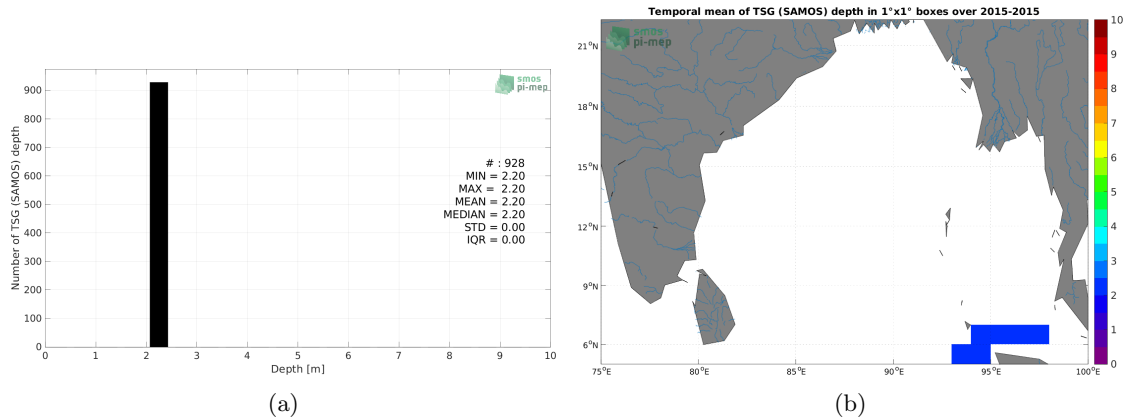 smos
pi-mep
900
800
700
600
500
400
300
200
100
0
Number of TSG (SAMOS) depth
# : 928
MIN = 2.20
MAX = 2.20
MEAN = 2.20
MEDIAN = 2.20
STD = 0.00
IQR = 0.00
0 1 2 3 4 5 6 7 8 9 10
Depth [m]
(a)
Temporal mean of TSG (SAMOS) depth in 1°x1° boxes over 2015-2015
smos
pi-mep
21°N
18°N
15°N
12°N
9°N
6°N
75°E 80°E 85°E 90°E 95°E 100°E
10
9
8
7
6
5
4
3
2
1
0
(b)